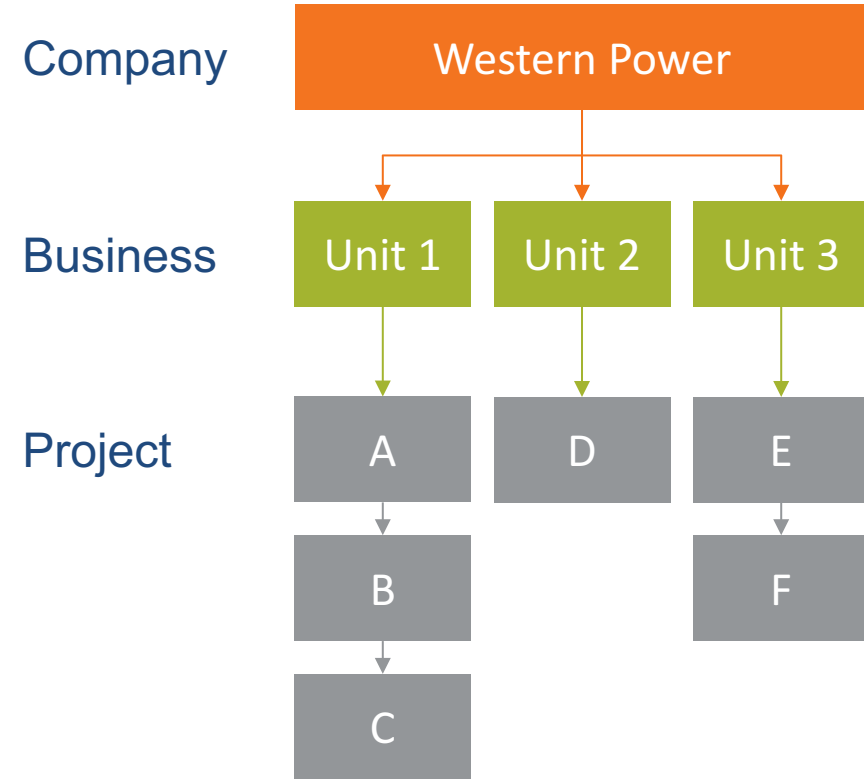 Company
Western Power
Business
Unit 1
Unit 2
Unit 3
Project
A
D
E
B
F
C